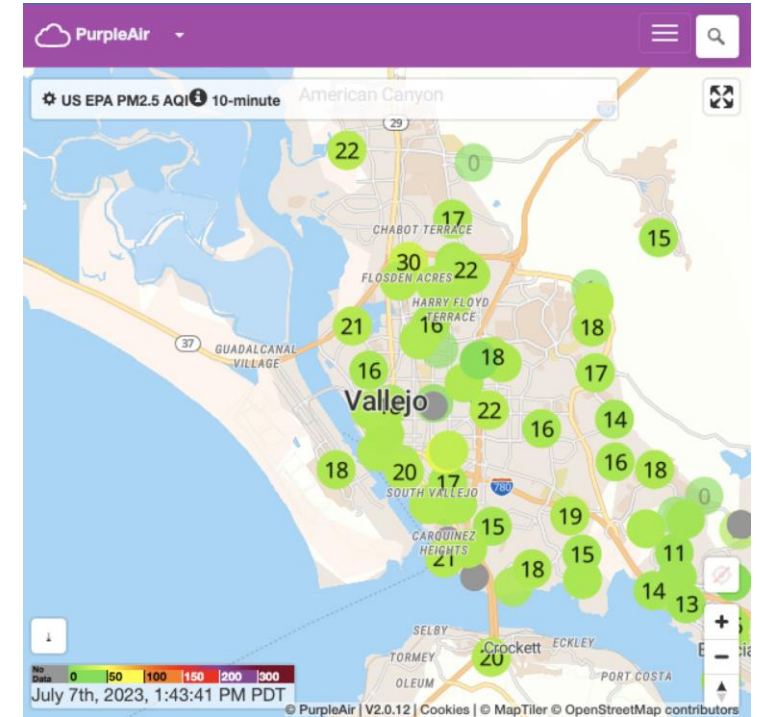 PurpleAir
US EPA PM2.5 AQI 10-minute
American Canyon
29
22
0
17
CHABOT TERRACE
15
30
22
FLOSDEN ACRES
HARRY FLOYD
TERRACE
21
16
18
37
GUADALCANAL
VILLAGE
18
16
17
Vallejo
22
14
16
18
20
17
16
18
780
SOUTH VALLEJO
0
15
19
CARQUINEZ
HEIGHTS
21
18
15
11
14
13
SELBY
TORMEY
OLEUM
Crockett
ECKLEY
20
PORT COSTA
+
−
No
Data
0
50
100
150
200
300
July 7th, 2023, 1:43:41 PM PDT
© PurpleAir | V2.0.12 | Cookies | © MapTiler © OpenStreetMap contributors